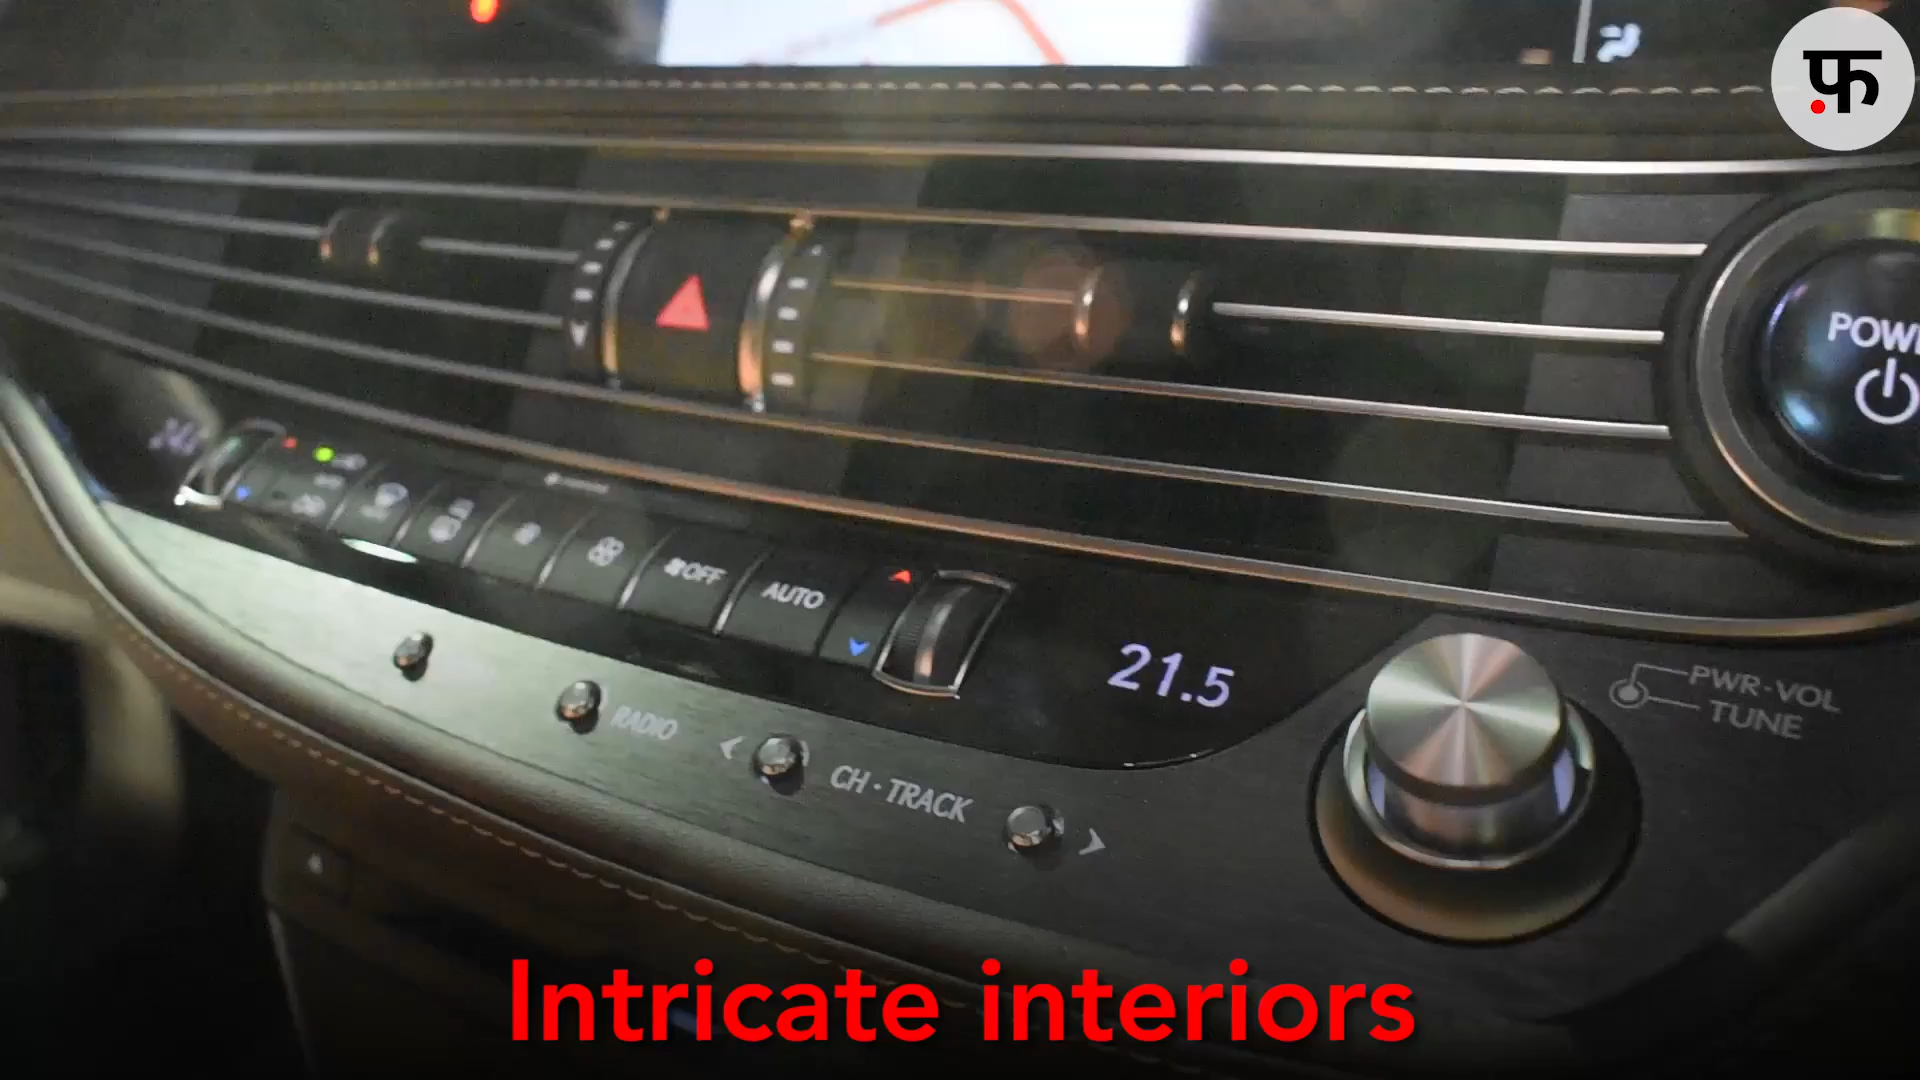 फ़
POW
OFF
AUTO
21.5
PWR·VOL
TUNE
RADIO
CH · TRACK
Intricate interiors